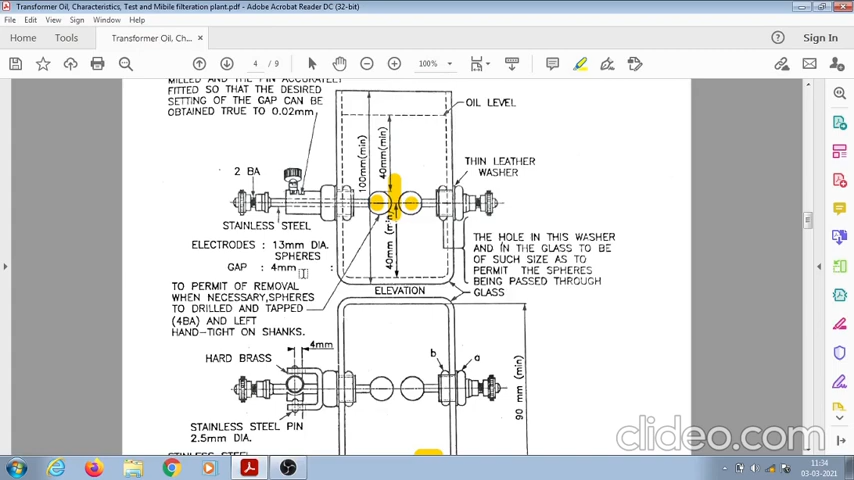 Transformer Oil, Characteristics, Test and Mibile filteration plant.pdf - Adobe Acrobat Reader DC (32-bit)
File Edit View Sign Window Help
Home Tools Transformer Oil, Ch... × Sign In
4 / 9 100%
MILLED AND THE PIN ACCURATELY
FITTED SO THAT THE DESIRED
SETTING OF THE GAP CAN BE
OBTAINED TRUE TO 0.02mm
OIL LEVEL
100mm(min)
40mm(min)
2 BA
THIN LEATHER
WASHER
STAINLESS STEEL
ELECTRODES : 13mm DIA.
SPHERES
GAP : 4mm :
40mm (min)
THE HOLE IN THIS WASHER
AND IN THE GLASS TO BE
OF SUCH SIZE AS TO
PERMIT THE SPHERES
BEING PASSED THROUGH
GLASS
ELEVATION
TO PERMIT OF REMOVAL
WHEN NECESSARY,SPHERES
TO DRILLED AND TAPPED
(4BA) AND LEFT
HAND-TIGHT ON SHANKS.
4mm
HARD BRASS
b a
90 mm (min)
STAINLESS STEEL PIN
2.5mm DIA.
clideo.com
11:34
03-03-2021